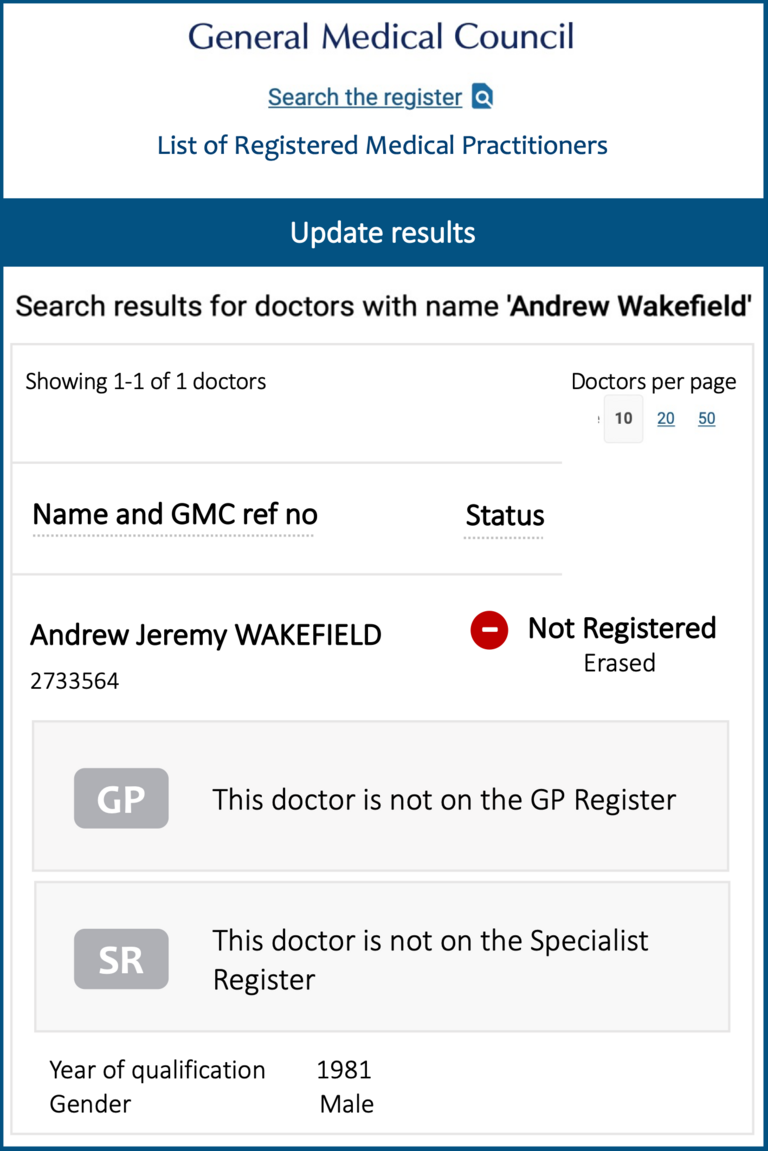 General Medical Council
Search the register
List of Registered Medical Practitioners
Update results
Search results for doctors with name 'Andrew Wakefield'
Showing 1-1 of 1 doctors
Doctors per page
10 20 50
Name and GMC ref no
Status
Andrew Jeremy WAKEFIELD
2733564
Not Registered
Erased
GP
This doctor is not on the GP Register
SR
This doctor is not on the Specialist
Register
Year of qualification 1981
Gender Male